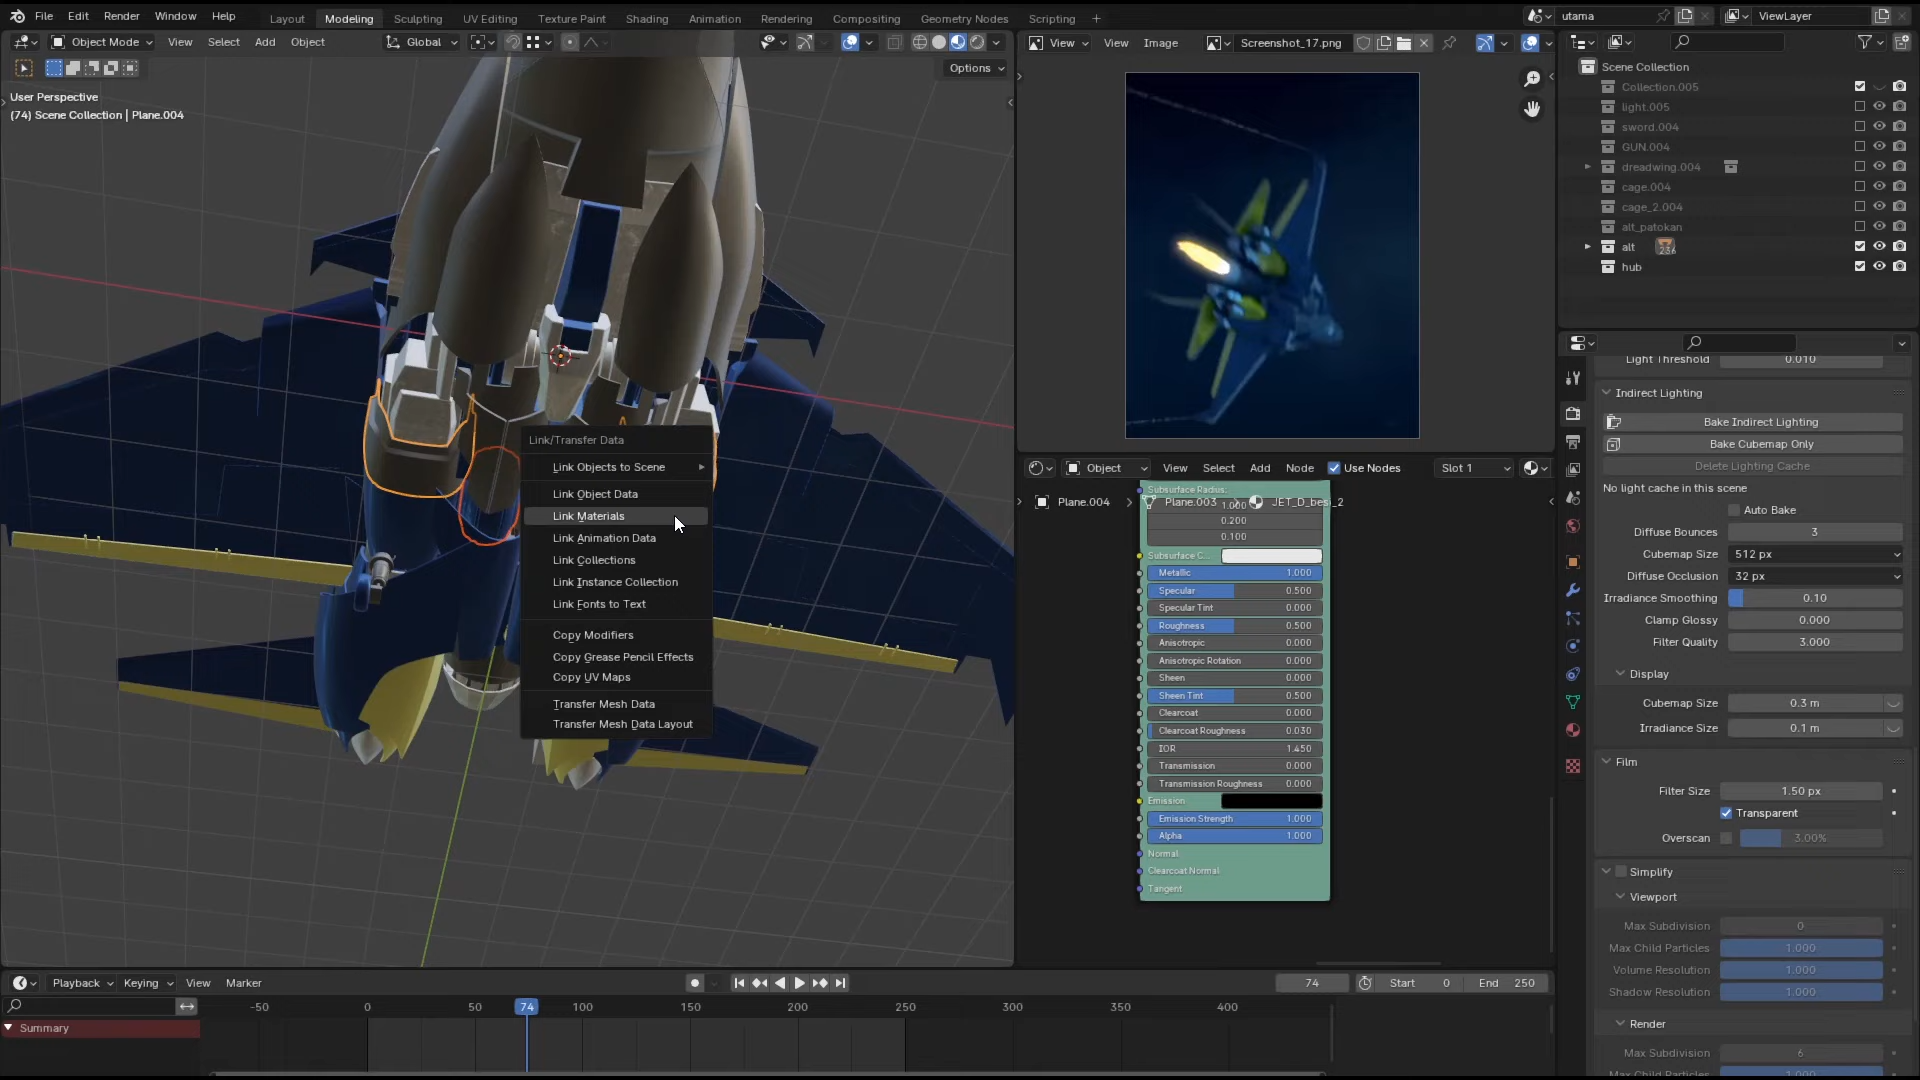 File Edit Render Window Help Layout Modeling Sculpting UV Editing Texture Paint Shading Animation Rendering Compositing Geometry Nodes Scripting +
utama ViewLayer
Object Mode View Select Add Object Global
Options
User Perspective
(74) Scene Collection | Plane.004
Link/Transfer Data
Link Objects to Scene
Link Object Data
Link Materials
Link Animation Data
Link Collections
Link Instance Collection
Link Fonts to Text
Copy Modifiers
Copy Grease Pencil Effects
Copy UV Maps
Transfer Mesh Data
Transfer Mesh Data Layout
View View Image Screenshot_17.png
Object View Select Add Node Use Nodes Slot 1
Subsurface Radius:
Plane.004 Plane.003 JET_D_besi_2
1.000
0.200
0.100
Subsurface C...
Metallic 1.000
Specular 0.500
Specular Tint 0.000
Roughness 0.500
Anisotropic 0.000
Anisotropic Rotation 0.000
Sheen 0.000
Sheen Tint 0.500
Clearcoat 0.000
Clearcoat Roughness 0.030
IOR 1.450
Transmission 0.000
Transmission Roughness 0.000
Emission
Emission Strength 1.000
Alpha 1.000
Normal
Clearcoat Normal
Tangent
Scene Collection
Collection.005
light.005
sword.004
GUN.004
dreadwing.004
cage.004
cage_2.004
alt_patokan
alt 236
hub
Light Threshold 0.010
Indirect Lighting
Bake Indirect Lighting
Bake Cubemap Only
Delete Lighting Cache
No light cache in this scene
Auto Bake
Diffuse Bounces 3
Cubemap Size 512 px
Diffuse Occlusion 32 px
Irradiance Smoothing 0.10
Clamp Glossy 0.000
Filter Quality 3.000
Display
Cubemap Size 0.3 m
Irradiance Size 0.1 m
Film
Filter Size 1.50 px
Transparent
Overscan 3.00%
Simplify
Viewport
Max Subdivision 0
Max Child Particles 1.000
Volume Resolution 1.000
Shadow Resolution 1.000
Render
Max Subdivision 6
Max Child Particles 1.000
Playback Keying View Marker
74 Start 0 End 250
-50 0 50 74 100 150 200 250 300 350 400
Summary